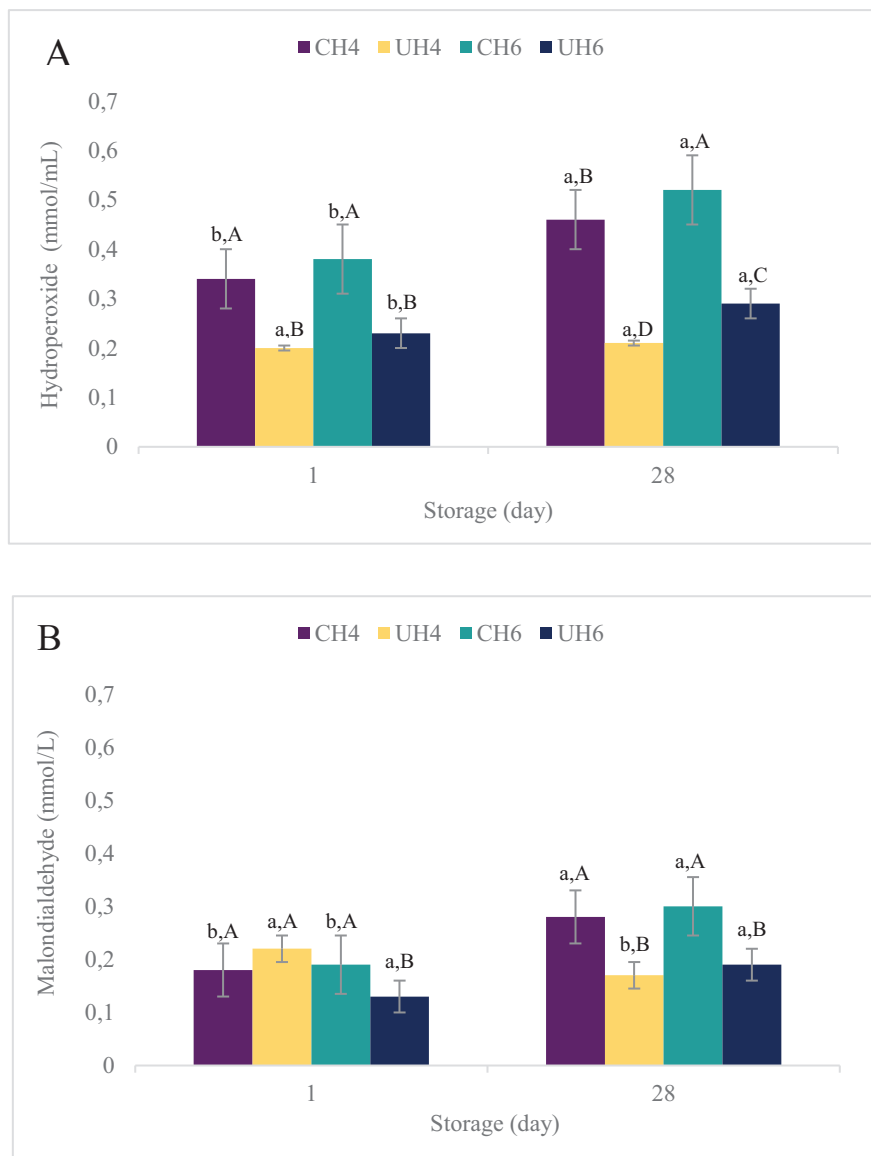 A
CH4 UH4 CH6 UH6
0,7
0,6
0,5
0,4
0,3
0,2
0,1
0
Hydroperoxide (mmol/mL)
b,A
a,B
b,A
b,B
a,B
a,D
a,A
a,C
1
28
Storage (day)
B
CH4 UH4 CH6 UH6
0,7
0,6
0,5
0,4
0,3
0,2
0,1
0
Malondialdehyde (mmol/L)
b,A
a,A
b,A
a,B
a,A
b,B
a,A
a,B
1
28
Storage (day)